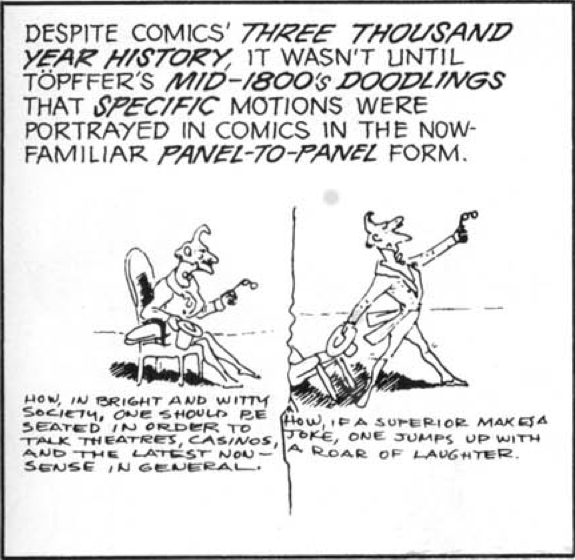 DESPITE COMICS' THREE THOUSAND
YEAR HISTORY, IT WASN'T UNTIL
TÖPFFER'S MID-1800's DOODLINGS
THAT SPECIFIC MOTIONS WERE
PORTRAYED IN COMICS IN THE NOW-
FAMILIAR PANEL-TO-PANEL FORM.
HOW, IN BRIGHT AND WITTY
SOCIETY, ONE SHOULD BE
SEATED IN ORDER TO
TALK THEATRES, CASINOS,
AND THE LATEST NON-
SENSE IN GENERAL.
HOW, IF A SUPERIOR MAKES A
JOKE, ONE JUMPS UP WITH
A ROAR OF LAUGHTER.